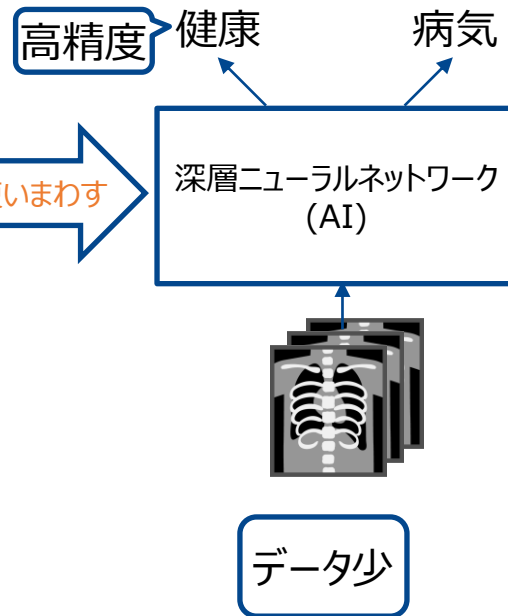 高精度
健康
病気
いまわす
深層ニューラルネットワーク
(AI)
データ少